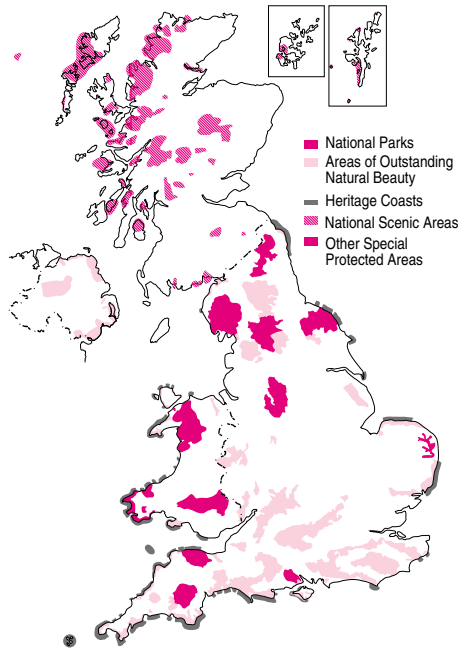 National Parks
Areas of Outstanding
Natural Beauty
Heritage Coasts
National Scenic Areas
Other Special
Protected Areas